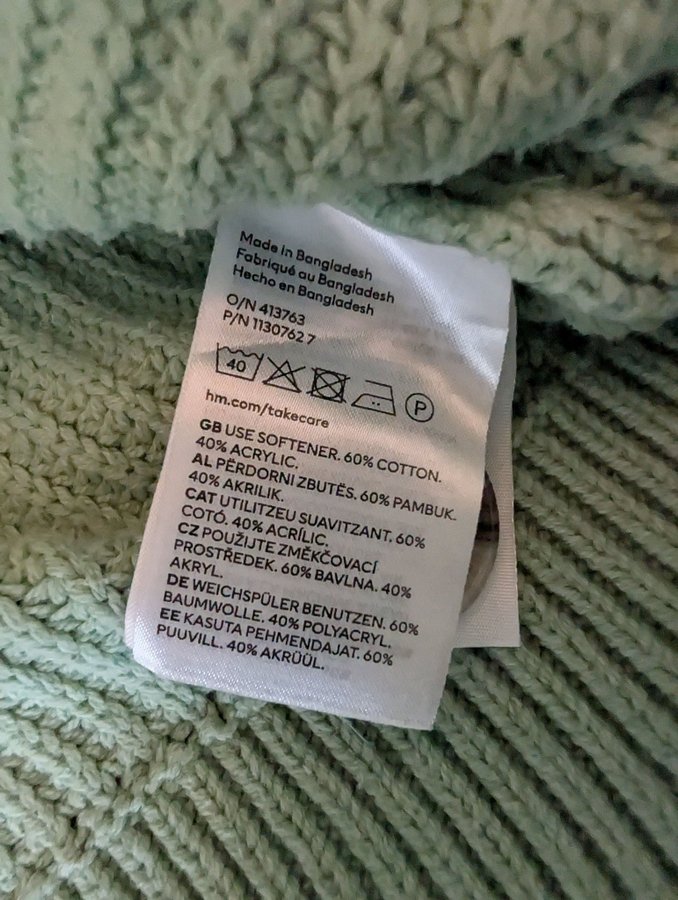 Made in Bangladesh
Fabriqué au Bangladesh
Hecho en Bangladesh
O/N 413763
P/N 1130762 7
40 P
hm.com/takecare
GB USE SOFTENER. 60% COTTON.
40% ACRYLIC.
AL PËRDORNI ZBUTËS. 60% PAMBUK.
40% AKRILIK.
CAT UTILITZEU SUAVITZANT. 60%
COTÓ. 40% ACRÍLIC.
CZ POUŽIJTE ZMĚKČOVACÍ
PROSTŘEDEK. 60% BAVLNA. 40%
AKRYL.
DE WEICHSPÜLER BENUTZEN. 60%
BAUMWOLLE. 40% POLYACRYL.
EE KASUTA PEHMENDAJAT. 60%
PUUVILL. 40% AKRÜÜL.